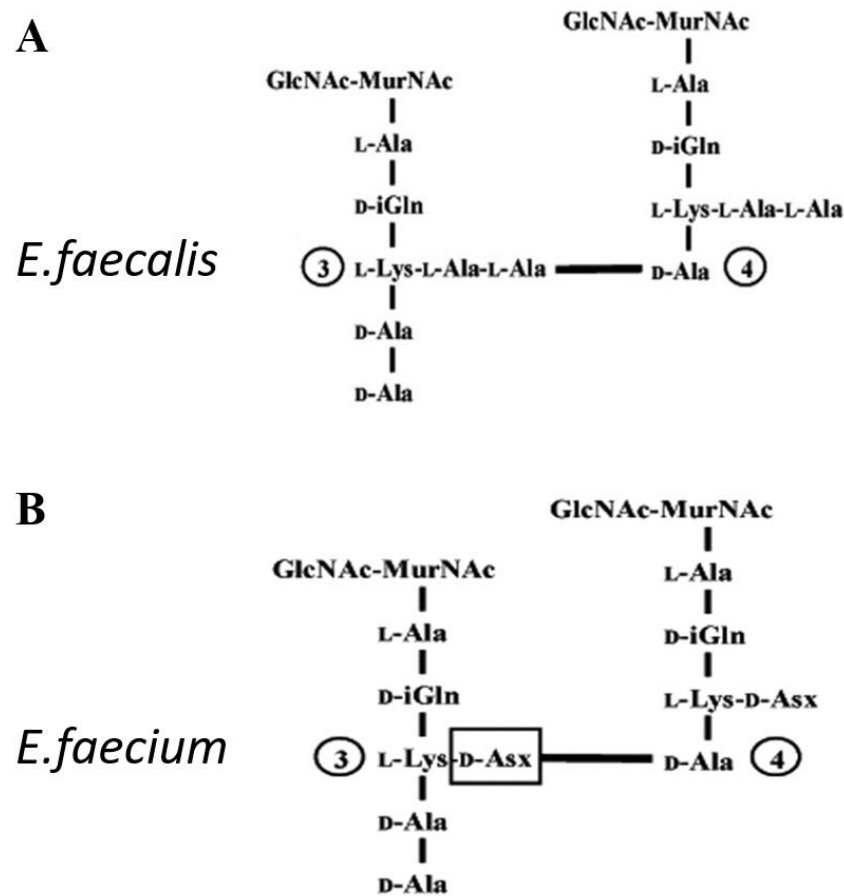 A
GlcNAc-MurNAc
GlcNAc-MurNAc
L-Ala
L-Ala
D-iGln
D-iGln
L-Lys-L-Ala-L-Ala
E.faecalis
3 L-Lys-L-Ala-L-Ala D-Ala 4
D-Ala
D-Ala
B
GlcNAc-MurNAc
GlcNAc-MurNAc
L-Ala
L-Ala
D-iGln
D-iGln
L-Lys-D-Asx
E.faecium
3 L-Lys-D-Asx D-Ala 4
D-Ala
D-Ala